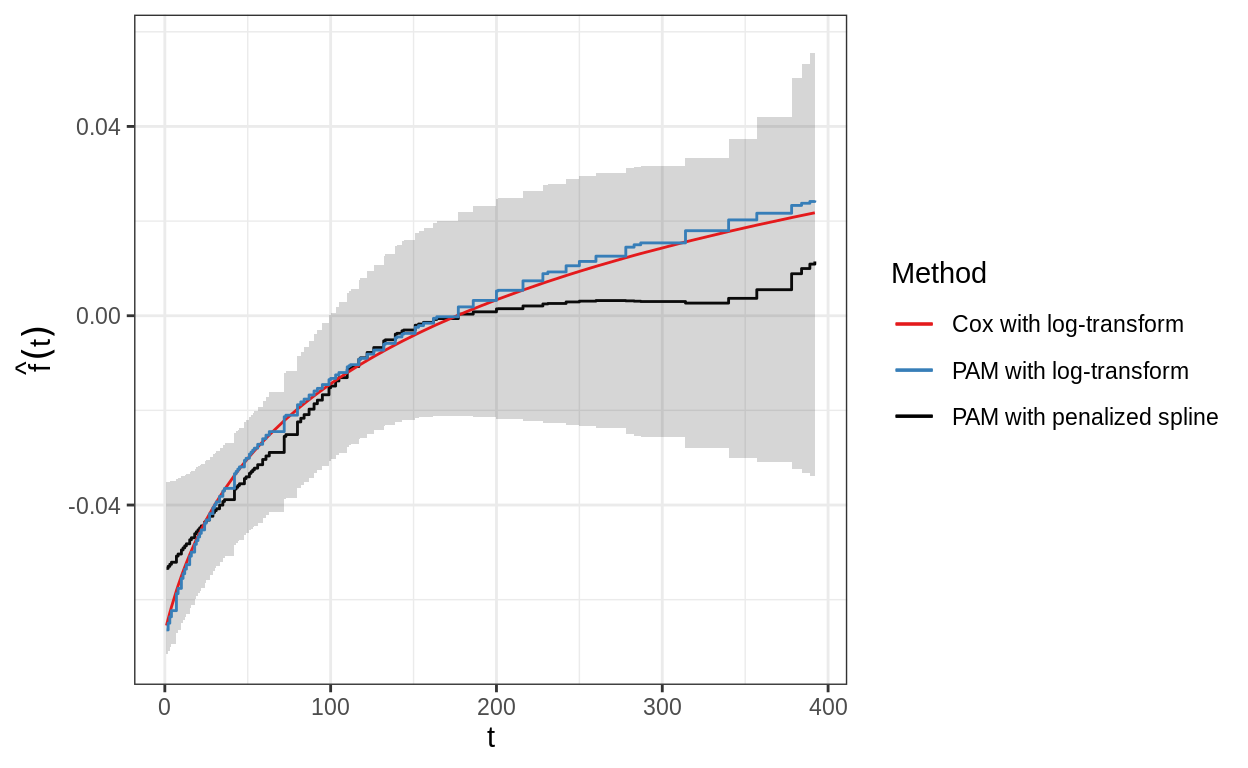 f̂(t)
0.04
0.00
-0.04
0
100
200
300
400
t
Method
Cox with log-transform
PAM with log-transform
PAM with penalized spline